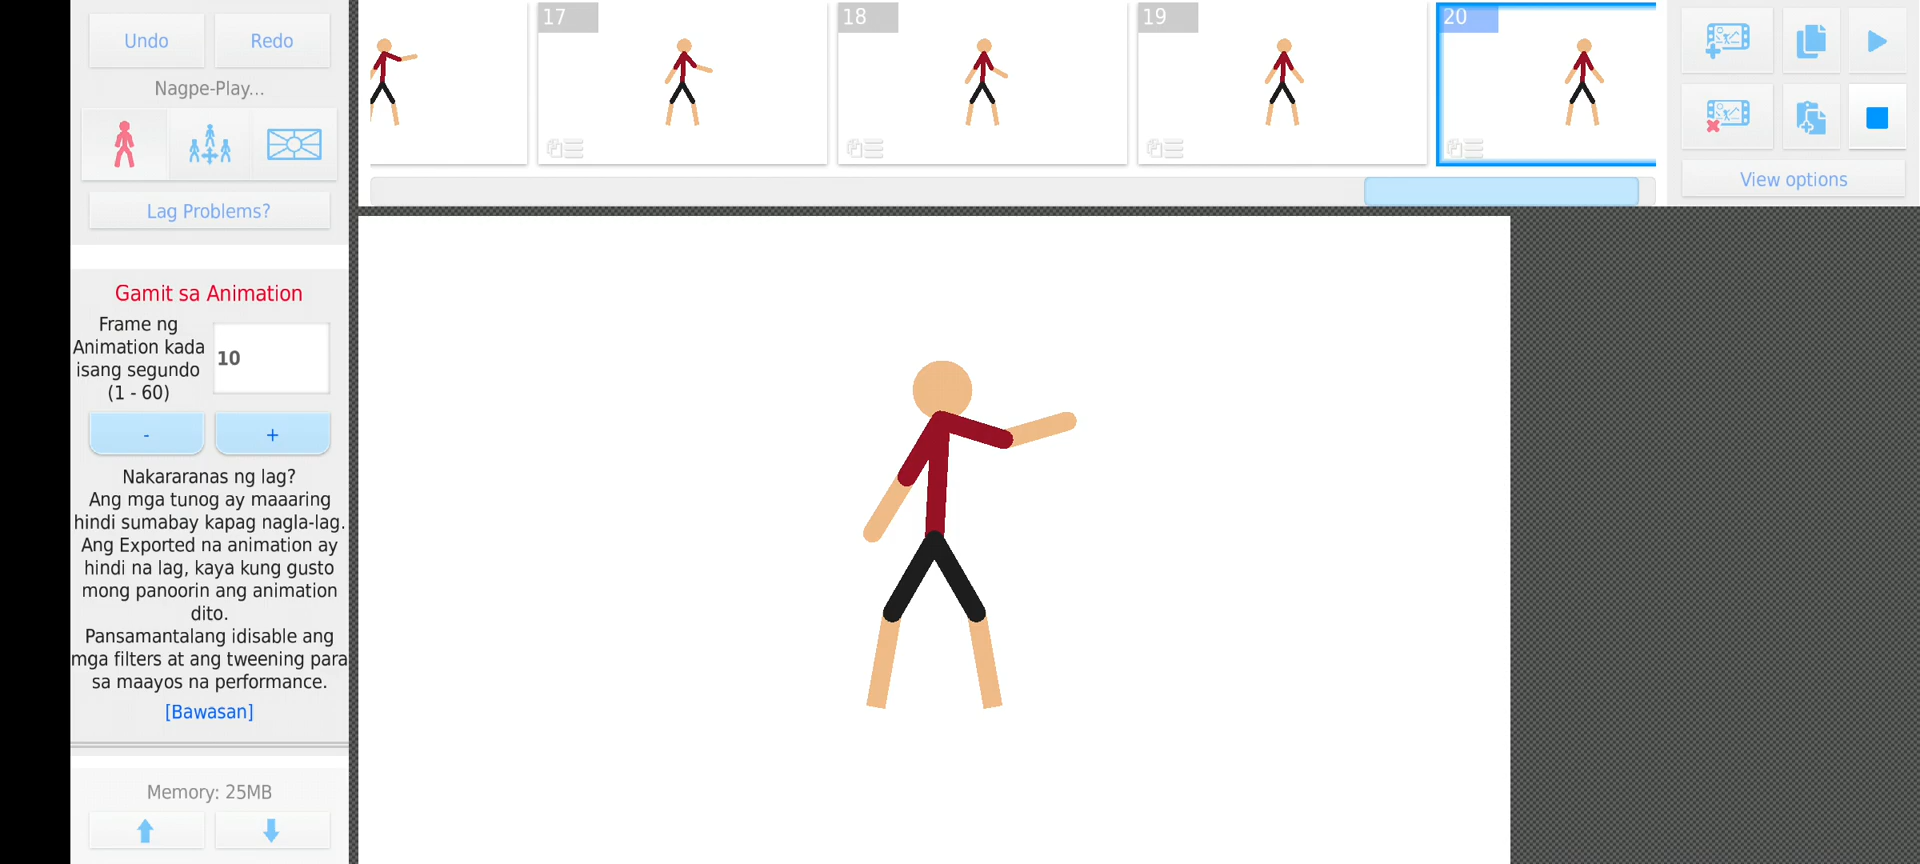 Undo
Redo
Nagpe-Play...
Lag Problems?
Gamit sa Animation
Frame ng
Animation kada
isang segundo
(1 - 60)
10
-
+
Nakararanas ng lag?
Ang mga tunog ay maaaring
hindi sumabay kapag nagla-lag.
Ang Exported na animation ay
hindi na lag, kaya kung gusto
mong panoorin ang animation
dito.
Pansamantalang idisable ang
mga filters at ang tweening para
sa maayos na performance.
[Bawasan]
Memory: 25MB
17
18
19
20
View options